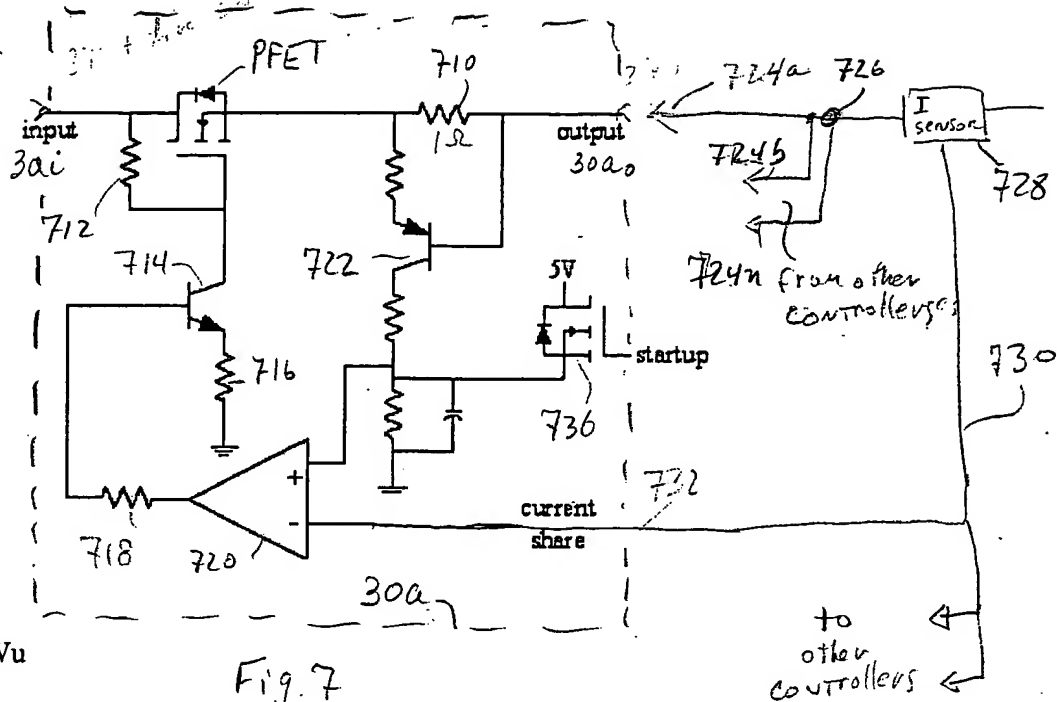 PFET
710
724a
726
I
sensor
input
3ai
1Ω
output
30ao
724b
728
712
714
722
5V
724n from other
controllers
startup
716
736
730
+
-
current
share
732
718
720
30a
to
other
controllers
Vu
Fig. 7